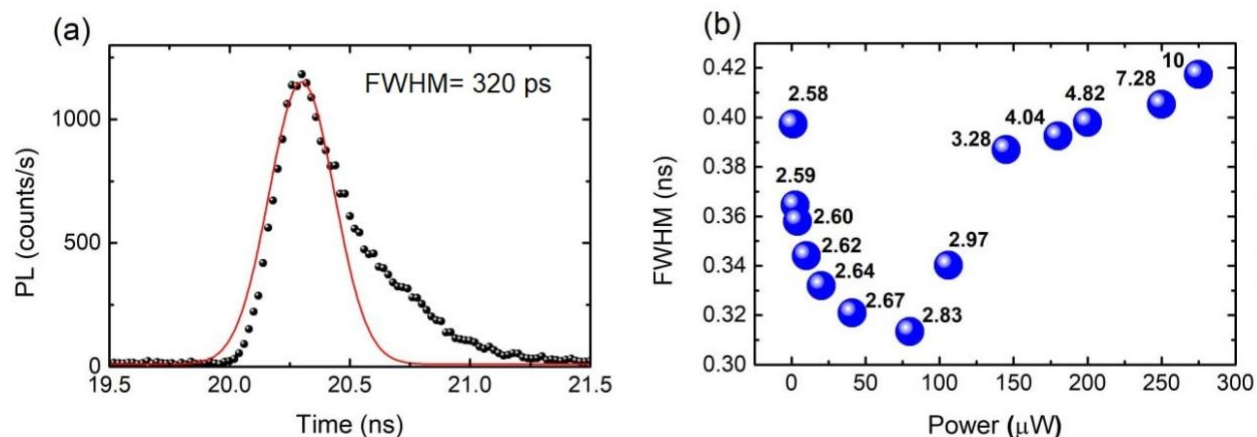 (a)
FWHM= 320 ps
PL (counts/s)
1000
500
0
19.5 20.0 20.5 21.0 21.5
Time (ns)
(b)
FWHM (ns)
0.42
0.40
0.38
0.36
0.34
0.32
0.30
2.58
2.59
2.60
2.62
2.64
2.67
2.83
2.97
3.28
4.04
4.82
7.28
10
0 50 100 150 200 250 300
Power (μW)